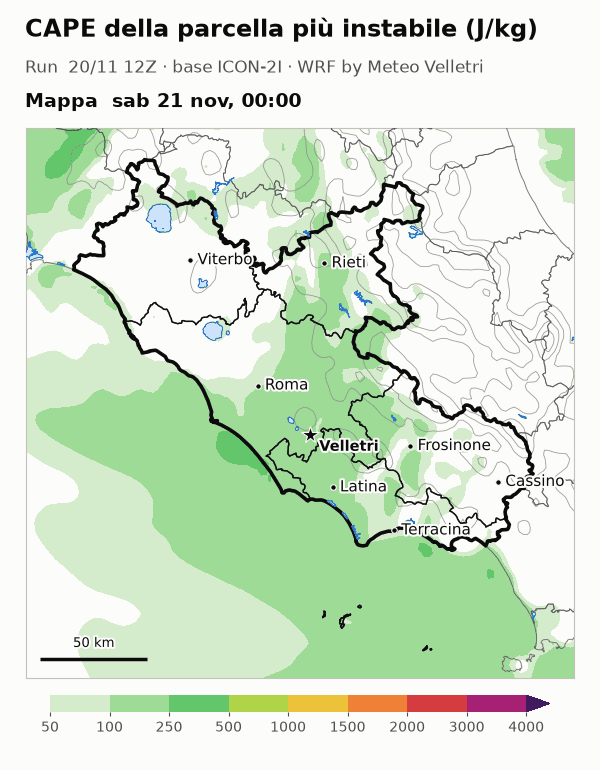 CAPE della parcella più instabile (J/kg)
Run  20/11 12Z · base ICON-2I · WRF by Meteo Velletri
Mappa  sab 21 nov, 00:00
Viterbo
Rieti
Roma
Velletri
Frosinone
Latina
Cassino
Terracina
50 km
50 100 250 500 1000 1500 2000 3000 4000